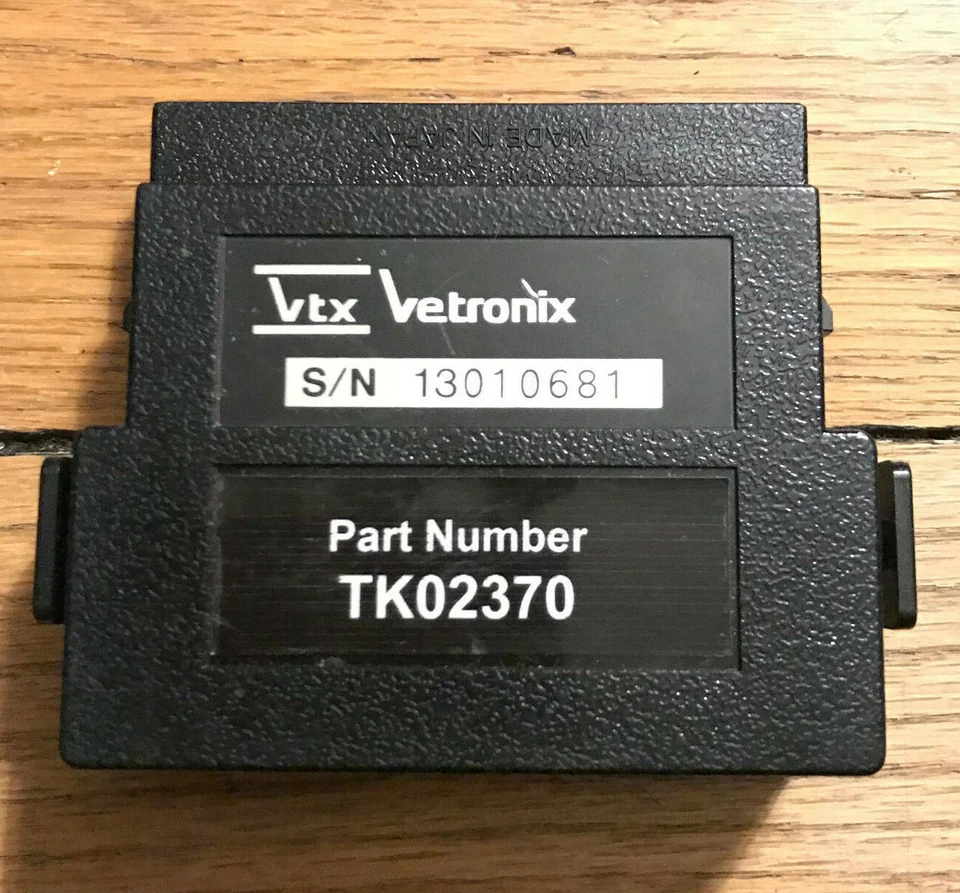 MADE IN JAPAN
Vtx Vetronix
S/N 13010681
Part Number
TK02370